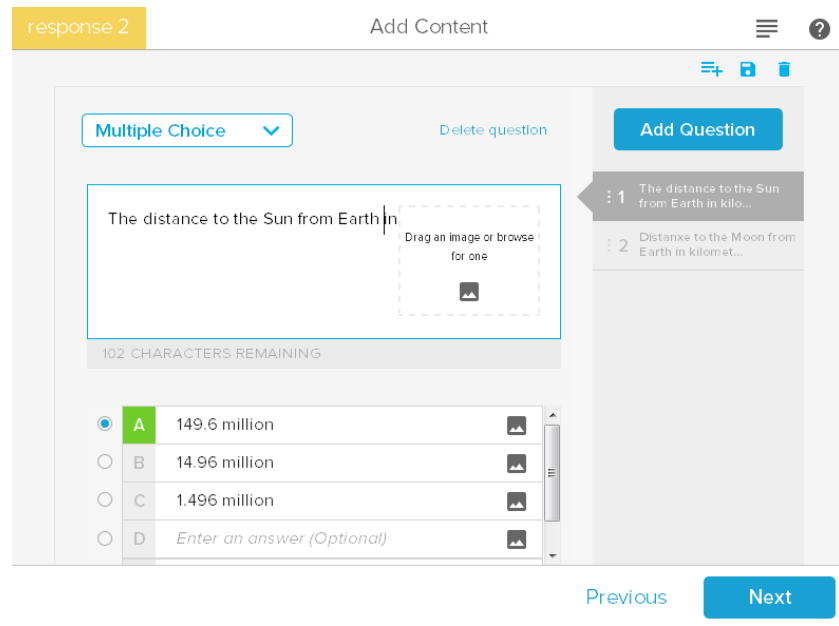 response 2
Add Content
Multiple Choice
Delete question
Add Question
The distance to the Sun from Earth in
Drag an image or browse
for one
102 CHARACTERS REMAINING
1
The distance to the Sun
from Earth in kilo...
2
Distanxe to the Moon from
Earth in kilomet...
A
149.6 million
B
14.96 million
C
1.496 million
D
Enter an answer (Optional)
Previous
Next